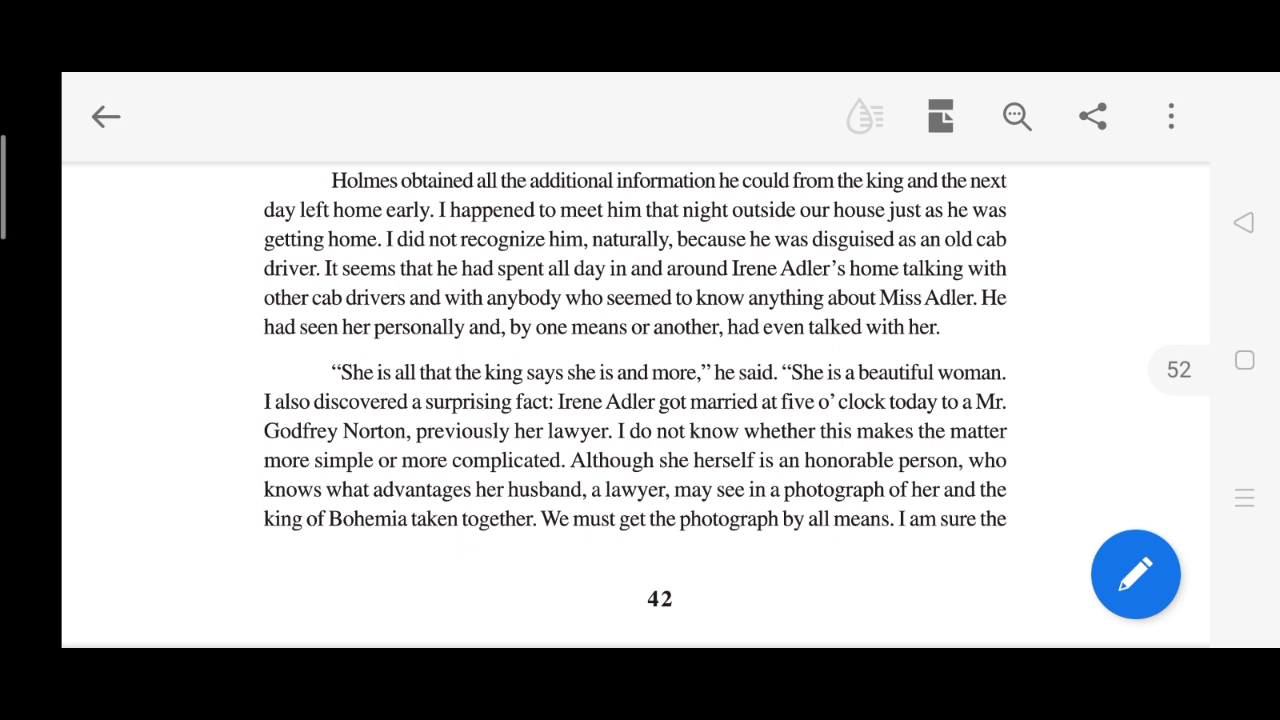 Holmes obtained all the additional information he could from the king and the next
day left home early. I happened to meet him that night outside our house just as he was
getting home. I did not recognize him, naturally, because he was disguised as an old cab
driver. It seems that he had spent all day in and around Irene Adler’s home talking with
other cab drivers and with anybody who seemed to know anything about Miss Adler. He
had seen her personally and, by one means or another, had even talked with her.
“She is all that the king says she is and more,” he said. “She is a beautiful woman.
I also discovered a surprising fact: Irene Adler got married at five o’ clock today to a Mr.
Godfrey Norton, previously her lawyer. I do not know whether this makes the matter
more simple or more complicated. Although she herself is an honorable person, who
knows what advantages her husband, a lawyer, may see in a photograph of her and the
king of Bohemia taken together. We must get the photograph by all means. I am sure the
52
42